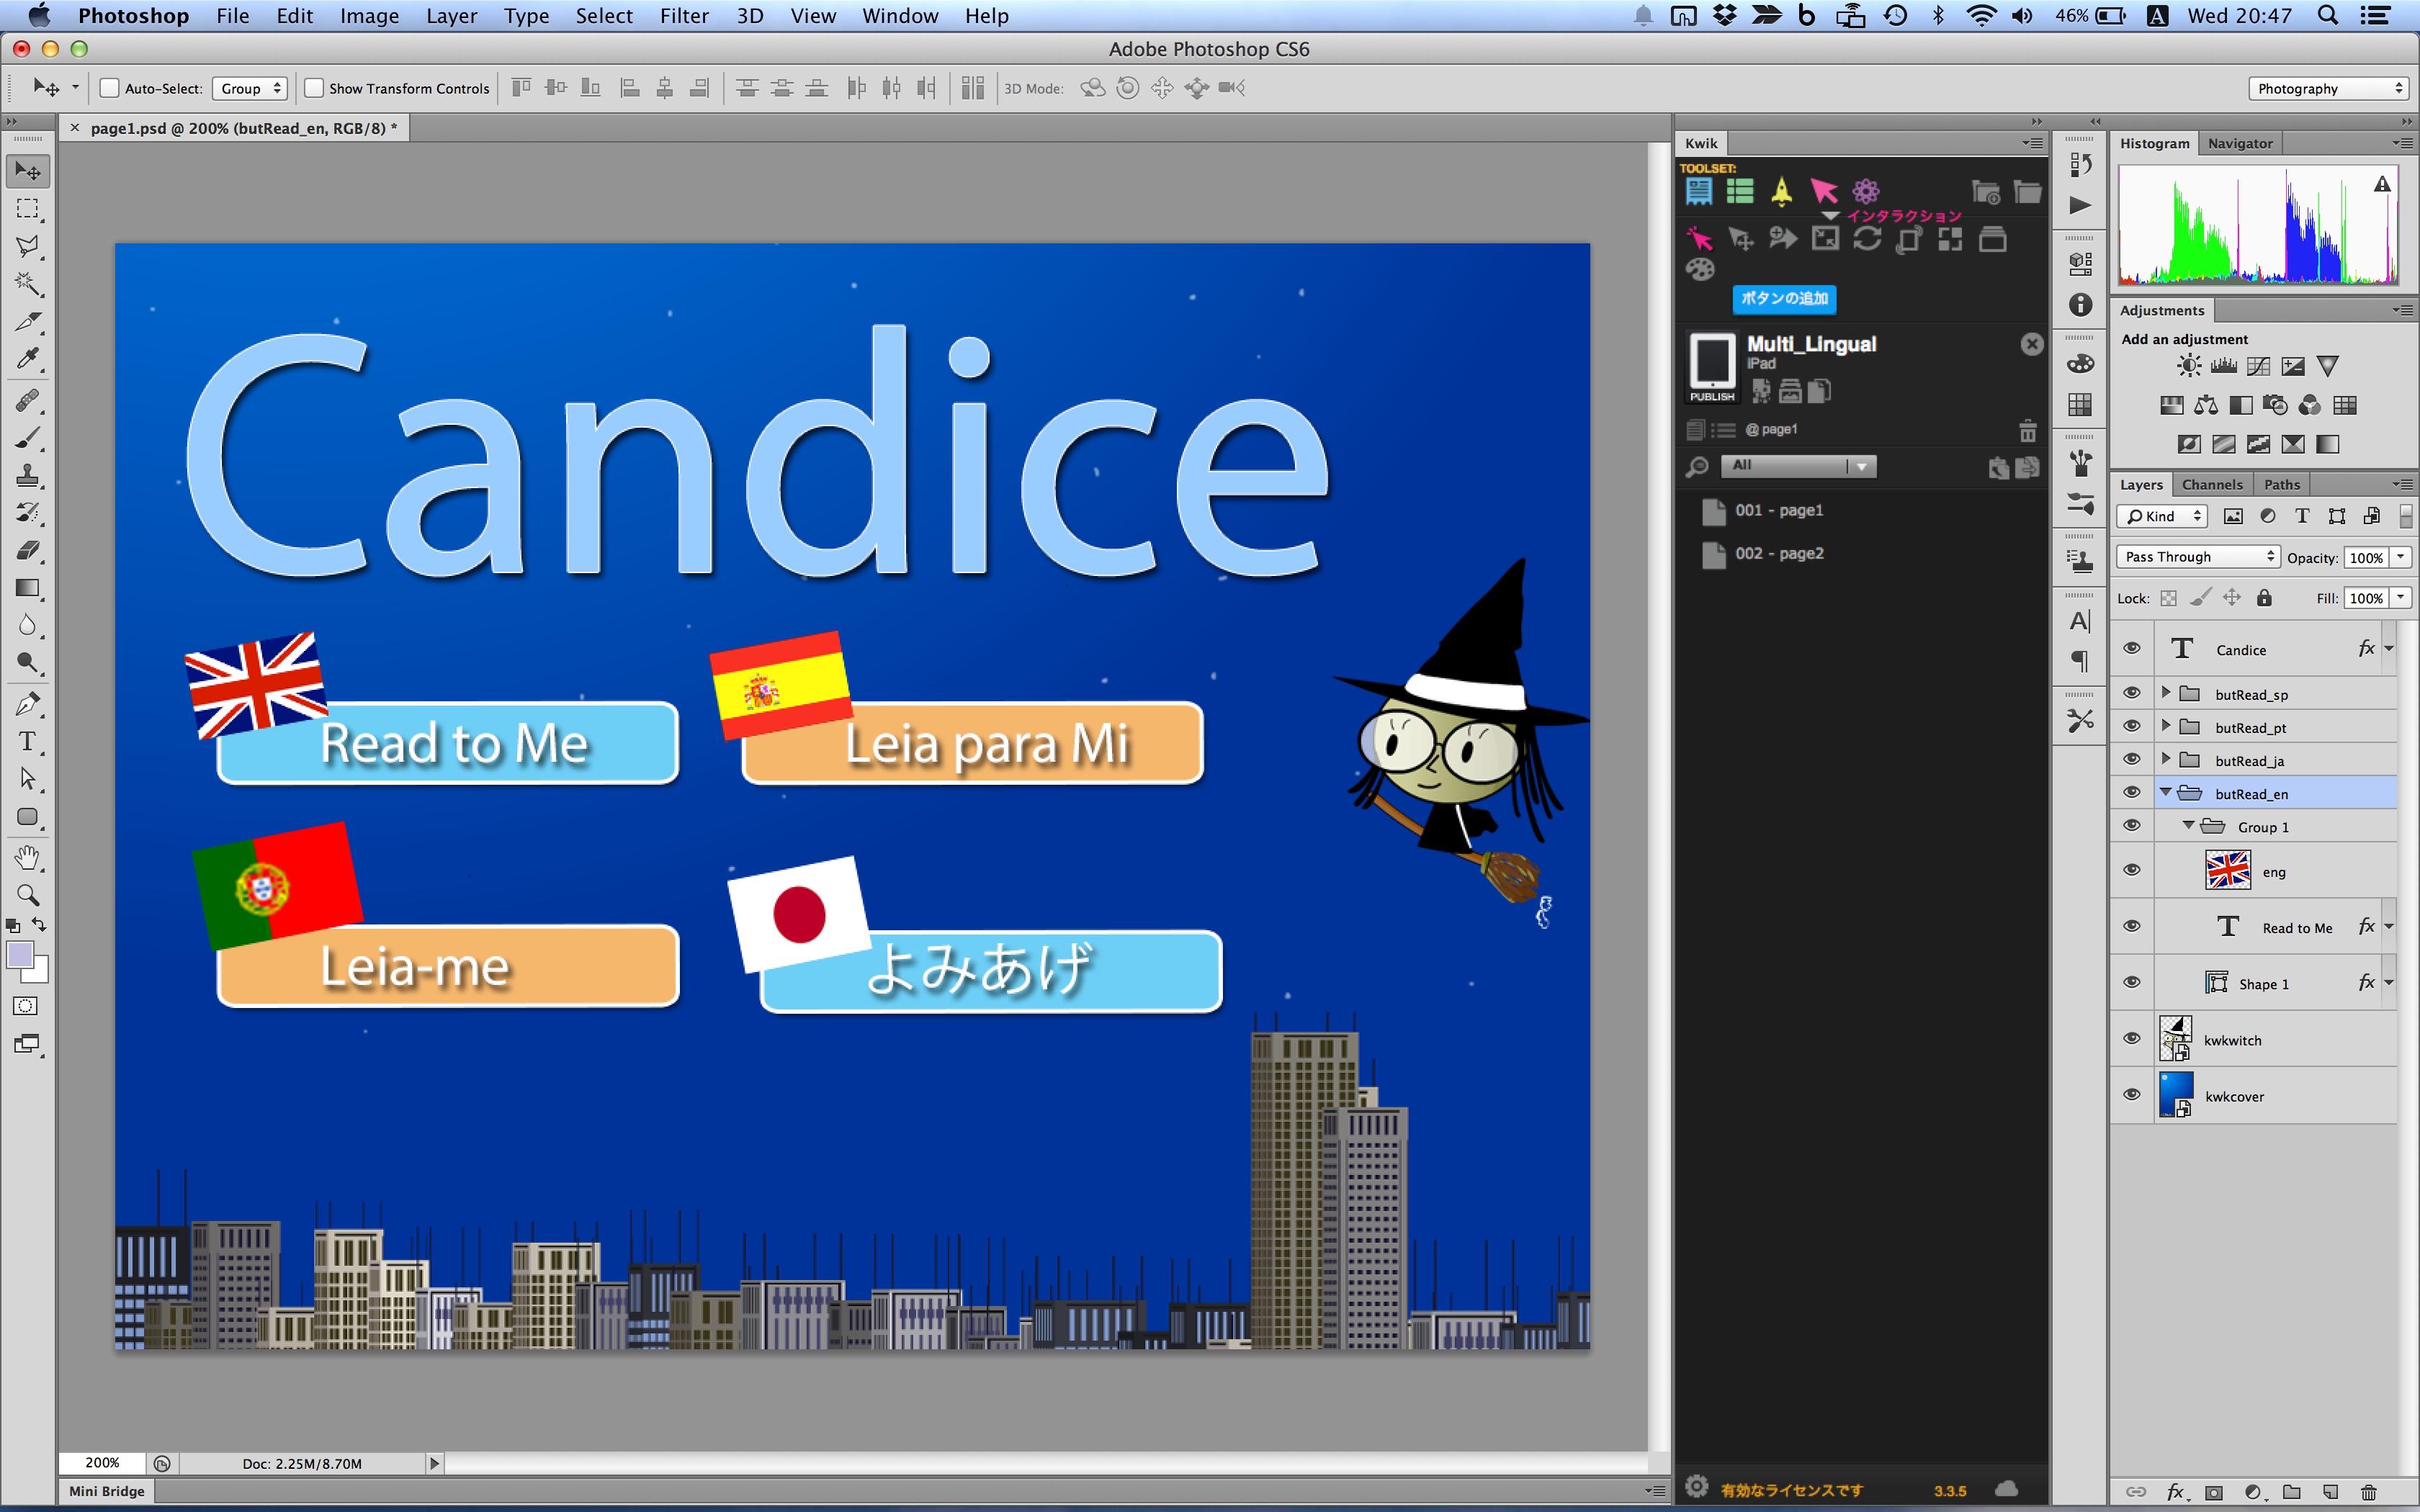 Photoshop File Edit Image Layer Type Select Filter 3D View Window Help 46% A Wed 20:47
Adobe Photoshop CS6
Auto-Select: Group Show Transform Controls 3D Mode: Photography
× page1.psd @ 200% (butRead_en, RGB/8) *
Candice
Read to Me
Leia para Mi
Leia-me
よみあげ
200% Doc: 2.25M/8.70M
Mini Bridge
Kwik
TOOLSET:
インタラクション
ボタンの追加
Multi_Lingual
iPad
PUBLISH
@ page1
All
001 - page1
002 - page2
有効なライセンスです 3.3.5
Histogram Navigator
Adjustments
Add an adjustment
Layers Channels Paths
Kind
Pass Through Opacity: 100%
Lock: Fill: 100%
Candice fx
butRead_sp
butRead_pt
butRead_ja
butRead_en
Group 1
eng
Read to Me fx
Shape 1 fx
kwkwitch
kwkcover
fx